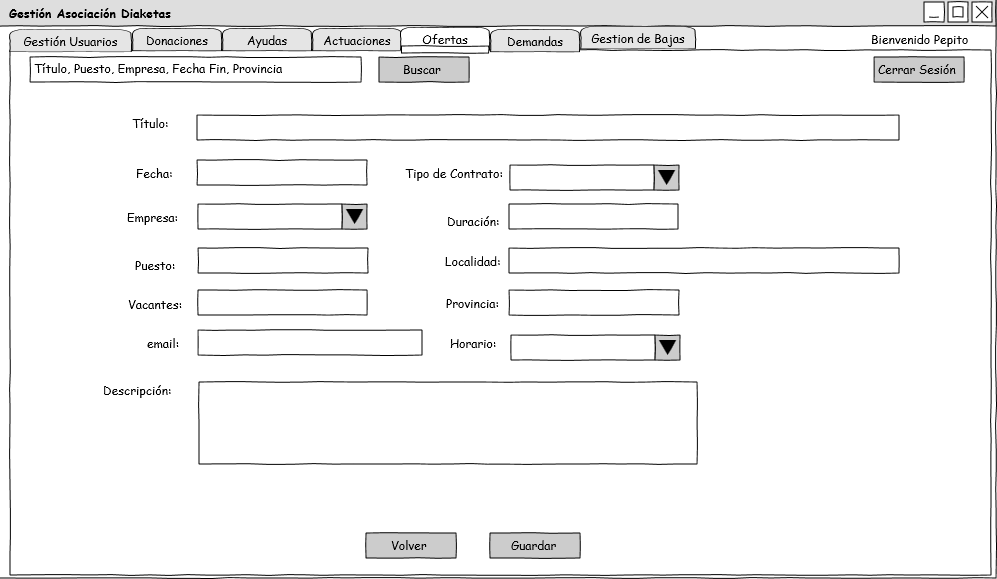 Gestión Asociación Diaketas
Gestión Usuarios Donaciones Ayudas Actuaciones Ofertas Demandas Gestion de Bajas Bienvenido Pepito
Título, Puesto, Empresa, Fecha Fin, Provincia Buscar Cerrar Sesión
Título:
Fecha: Tipo de Contrato:
Empresa: Duración:
Puesto: Localidad:
Vacantes: Provincia:
email: Horario:
Descripción:
Volver Guardar